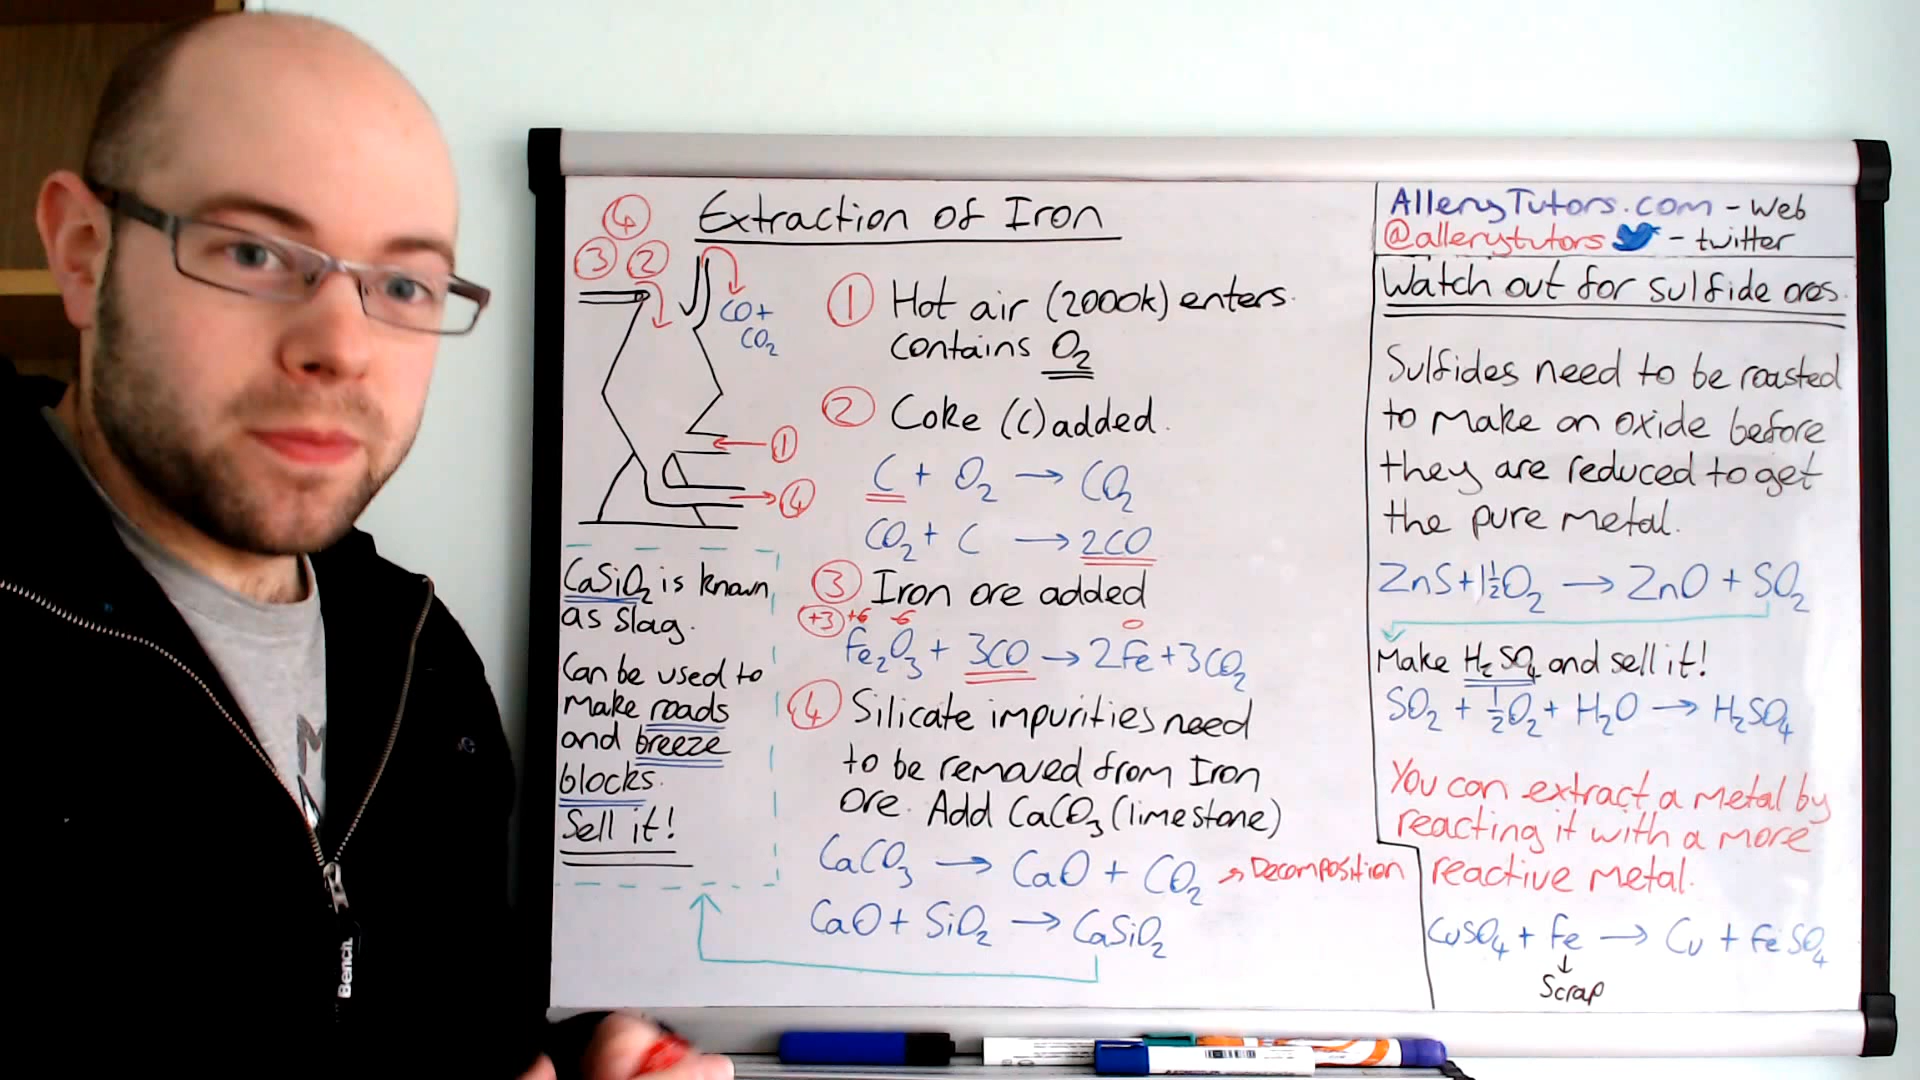 Extraction of Iron
4
3 2
CO +
CO2
1
4
1 Hot air (2000k) enters.
contains O2
2 Coke (C) added.
C + O2 → CO2
CO2 + C → 2CO
3 Iron ore added
+3 +6 -6 0
Fe2O3 + 3CO → 2Fe + 3CO2
4 Silicate impurities need
to be removed from Iron
ore. Add CaCO3 (limestone)
CaCO3 → CaO + CO2 → Decomposition
CaO + SiO2 → CaSiO2
CaSiO2 is known
as slag.
Can be used to
make roads
and breeze
blocks.
Sell it!
AlleryTutors.com - web
@allerytutors - twitter
Watch out for sulfide ores.
Sulfides need to be roasted
to make an oxide before
they are reduced to get
the pure metal.
ZnS + 1½O2 → ZnO + SO2
Make H2SO4 and sell it!
SO2 + ½O2 + H2O → H2SO4
You can extract a metal by
reacting it with a more
reactive metal.
CuSO4 + Fe → Cu + FeSO4
↓
Scrap
Bench.